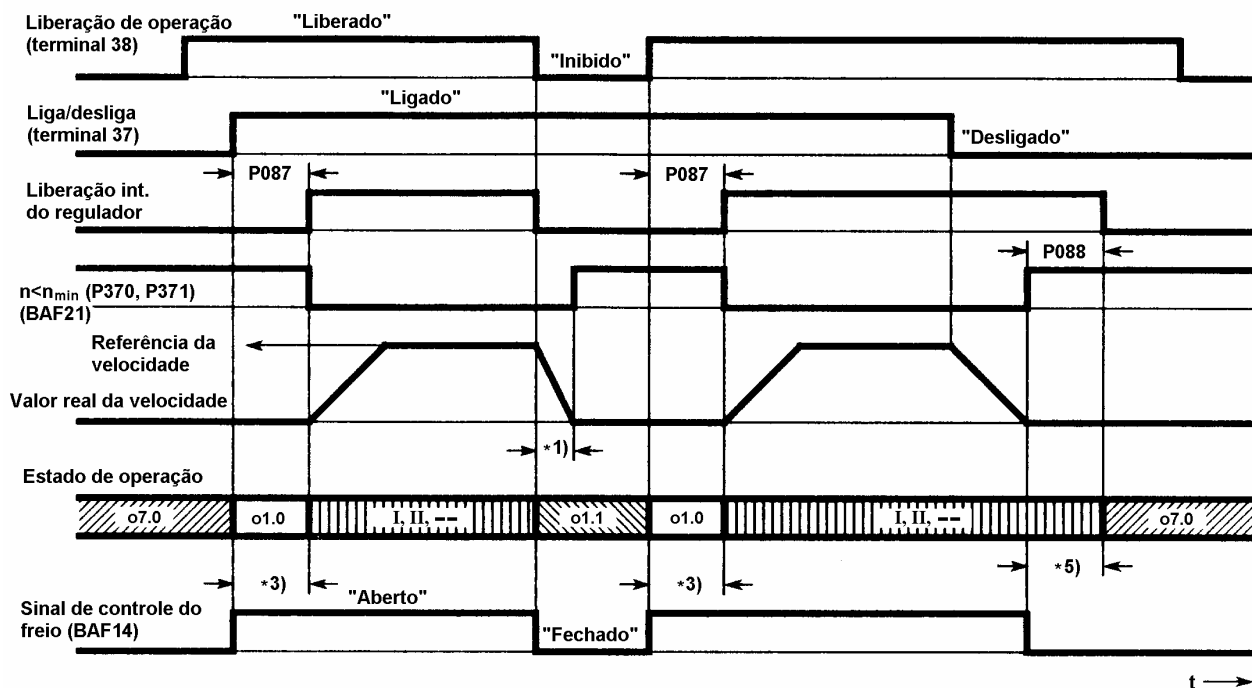 Liberação de operação
(terminal 38)
"Liberado"
"Inibido"
Liga/desliga
(terminal 37)
"Ligado"
"Desligado"
P087
P087
Liberação int.
do regulador
P088
n<nmin (P370, P371)
(BAF21)
Referência da
velocidade
Valor real da velocidade
*1)
Estado de operação
o7.0
o1.0
I, II, --
o1.1
o1.0
I, II, --
o7.0
*3)
*3)
*5)
Sinal de controle do
freio (BAF14)
"Aberto"
"Fechado"
t